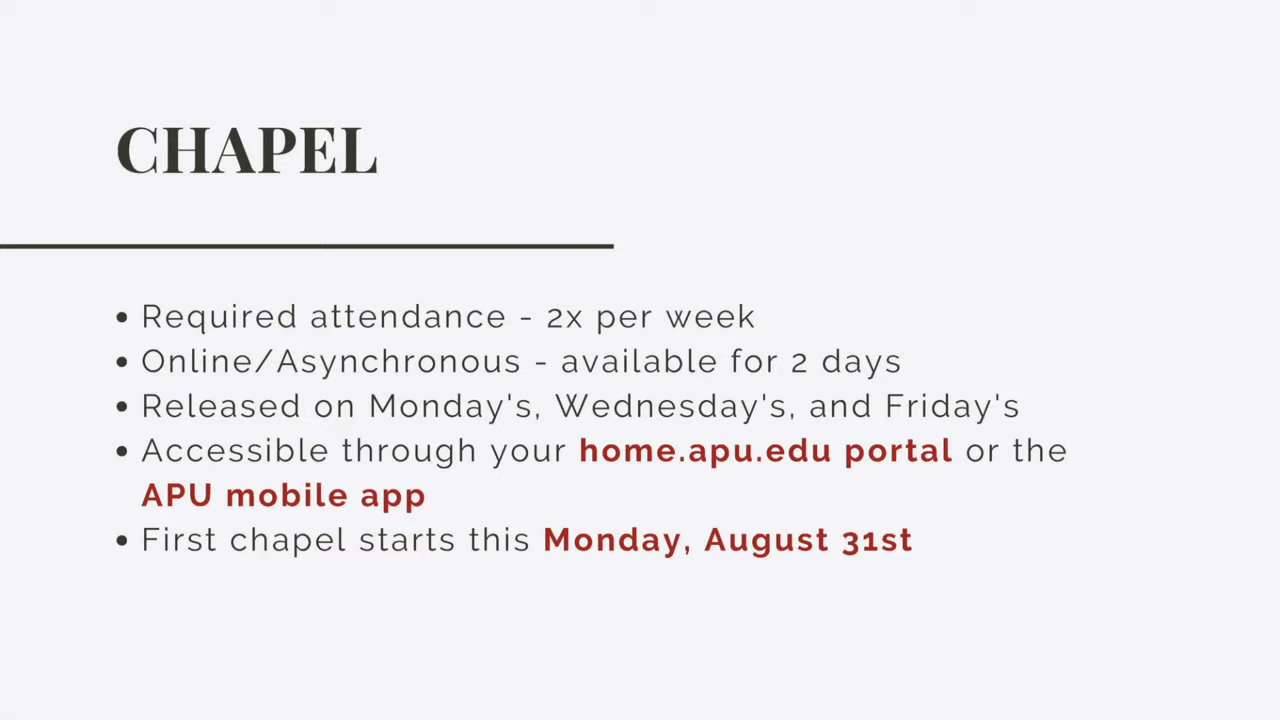 CHAPEL
• Required attendance - 2x per week
• Online/Asynchronous - available for 2 days
• Released on Monday's, Wednesday's, and Friday's
• Accessible through your home.apu.edu portal or the
APU mobile app
• First chapel starts this Monday, August 31st